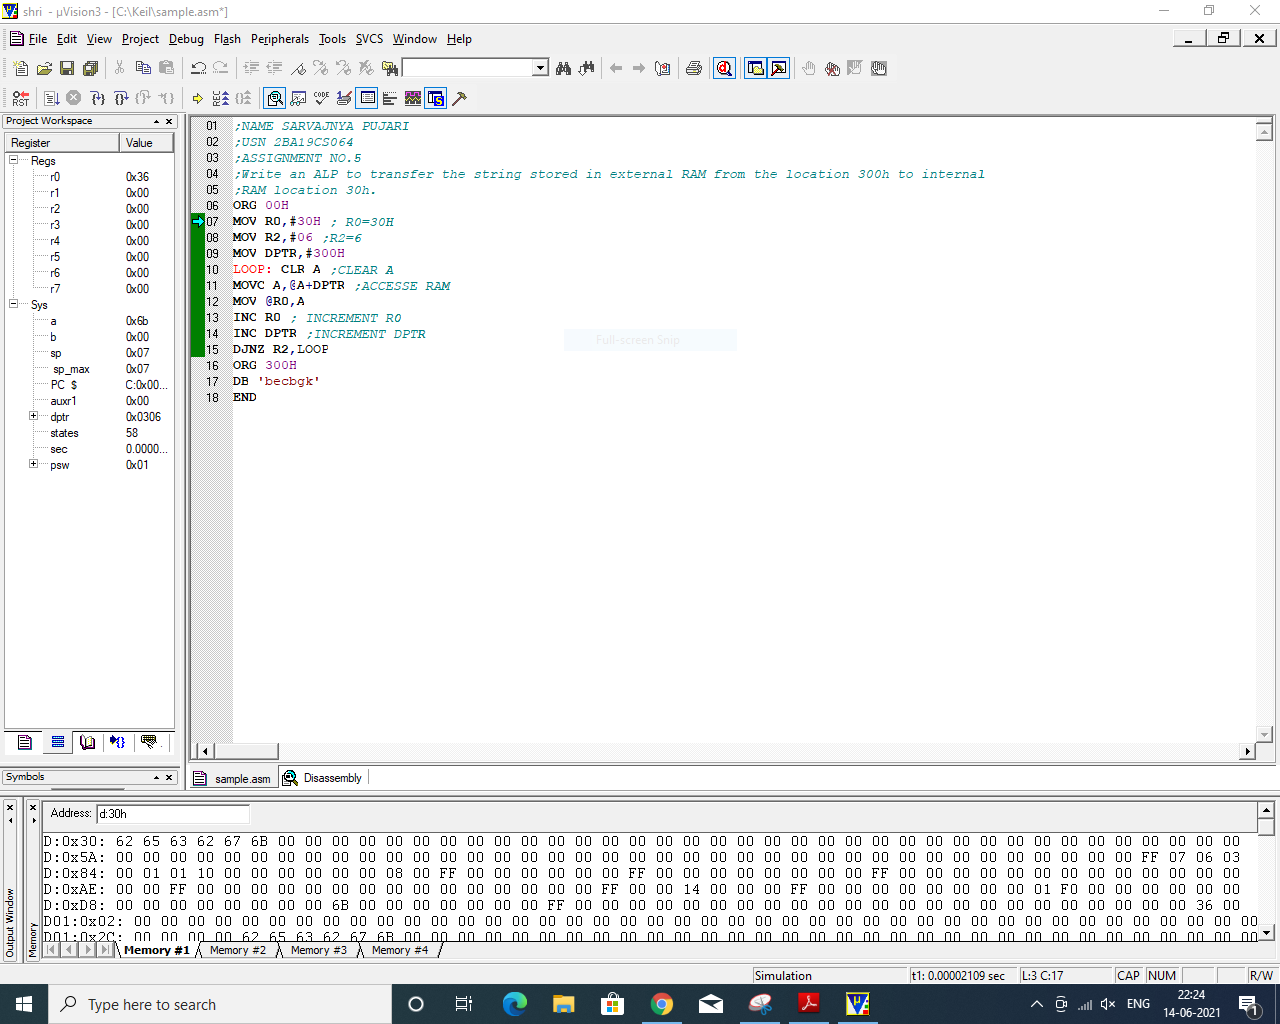 shri - µVision3 - [C:\Keil\sample.asm*]
File Edit View Project Debug Flash Peripherals Tools SVCS Window Help
Project Workspace
Register Value
Regs
r0 0x36
r1 0x00
r2 0x00
r3 0x00
r4 0x00
r5 0x00
r6 0x00
r7 0x00
Sys
a 0x6b
b 0x00
sp 0x07
sp_max 0x07
PC $ C:0x00...
auxr1 0x00
dptr 0x0306
states 58
sec 0.0000...
psw 0x01
01 ;NAME SARVAJNYA PUJARI
02 ;USN 2BA19CS064
03 ;ASSIGNMENT NO.5
04 ;Write an ALP to transfer the string stored in external RAM from the location 300h to internal
05 ;RAM location 30h.
06 ORG 00H
07 MOV R0,#30H ; R0=30H
08 MOV R2,#06 ;R2=6
09 MOV DPTR,#300H
10 LOOP: CLR A ;CLEAR A
11 MOVC A,@A+DPTR ;ACCESSE RAM
12 MOV @R0,A
13 INC R0 ; INCREMENT R0
14 INC DPTR ;INCREMENT DPTR
15 DJNZ R2,LOOP
16 ORG 300H
17 DB 'becbgk'
18 END
Full-screen Snip
Symbols
sample.asm Disassembly
Output Window
Memory
Address: d:30h
D:0x30: 62 65 63 62 67 6B 00 00 00 00 00 00 00 00 00 00 00 00 00 00 00 00 00 00 00 00 00 00 00 00 00 00 00 00 00 00 00 00 00 00 00 00
D:0x5A: 00 00 00 00 00 00 00 00 00 00 00 00 00 00 00 00 00 00 00 00 00 00 00 00 00 00 00 00 00 00 00 00 00 00 00 00 00 00 FF 07 06 03
D:0x84: 00 01 01 10 00 00 00 00 00 00 08 00 FF 00 00 00 00 00 00 FF 00 00 00 00 00 00 00 00 FF 00 00 00 00 00 00 00 00 00 00 00 00 00
D:0xAE: 00 00 FF 00 00 00 00 00 00 00 00 00 00 00 00 00 00 00 FF 00 00 14 00 00 00 FF 00 00 00 00 00 00 00 00 01 F0 00 00 00 00 00 00
D:0xD8: 00 00 00 00 00 00 00 00 6B 00 00 00 00 00 00 00 FF 00 00 00 00 00 00 00 00 00 00 00 00 00 00 00 00 00 00 00 00 00 00 00 36 00
D01:0x02: 00 00 00 00 00 00 00 00 00 00 00 00 00 00 00 00 00 00 00 00 00 00 00 00 00 00 00 00 00 00 00 00 00 00 00 00 00 00 00 00 00 00
D01:0x2C: 00 00 00 00 62 65 63 62 67 6B 00 00 00 00 00 00 00 00 00 00 00 00 00 00 00 00 00 00 00 00 00 00 00 00 00 00 00 00 00 00 00 00
Memory #1 Memory #2 Memory #3 Memory #4
Simulation t1: 0.00002109 sec L:3 C:17 CAP NUM R/W
Type here to search
ENG
22:24
14-06-2021
1